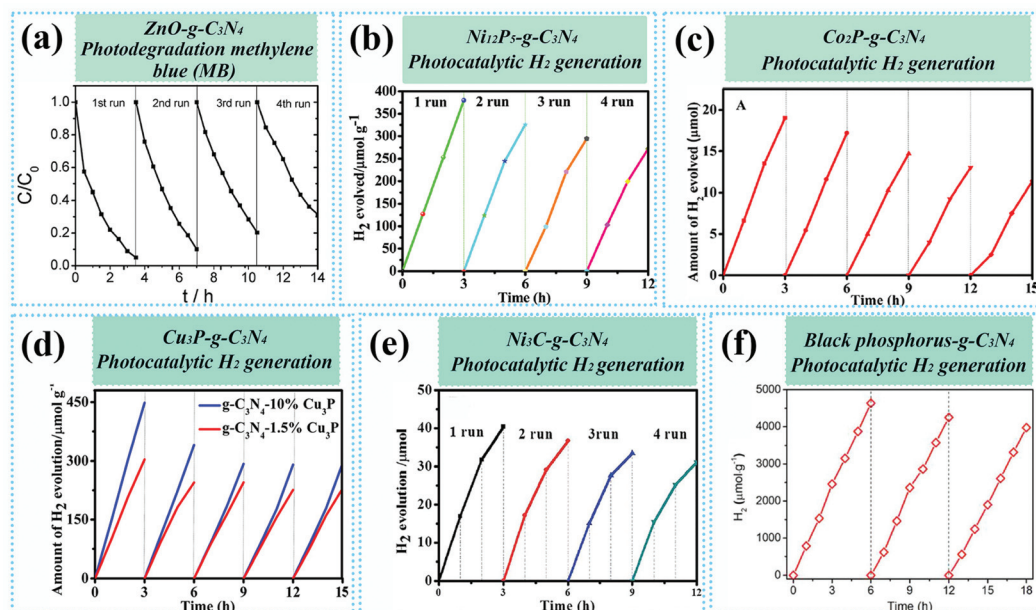 (a)
ZnO-g-C₃N₄
Photodegradation methylene
blue (MB)
C/C₀
1.0
0.8
0.6
0.4
0.2
0.0
1st run
2nd run
3rd run
4th run
0 2 4 6 8 10 12 14
t / h
(b)
Ni₁₂P₅-g-C₃N₄
Photocatalytic H₂ generation
H₂ evolved/μmol g⁻¹
400
375
350
325
300
275
250
225
200
175
150
125
100
75
50
25
0
1 run 2 run 3 run 4 run
0 3 6 9 12
Time (h)
(c)
Co₂P-g-C₃N₄
Photocatalytic H₂ generation
Amount of H₂ evolved (μmol)
A
20
15
10
5
0
0 3 6 9 12 15
Time (h)
(d)
Cu₃P-g-C₃N₄
Photocatalytic H₂ generation
Amount of H₂ evolution/μmol g⁻¹
450
300
150
0
g-C₃N₄-10% Cu₃P
g-C₃N₄-1.5% Cu₃P
0 3 6 9 12 15
Time (h)
(e)
Ni₃C-g-C₃N₄
Photocatalytic H₂ generation
H₂ evolution /μmol
50
40
30
20
10
0
1 run
2 run
3run
4 run
0 3 6 9 12
Time (h)
(f)
Black phosphorus-g-C₃N₄
Photocatalytic H₂ generation
H₂ (μmol·g⁻¹)
5000
4000
3000
2000
1000
0
0 3 6 9 12 15 18
Time (h)